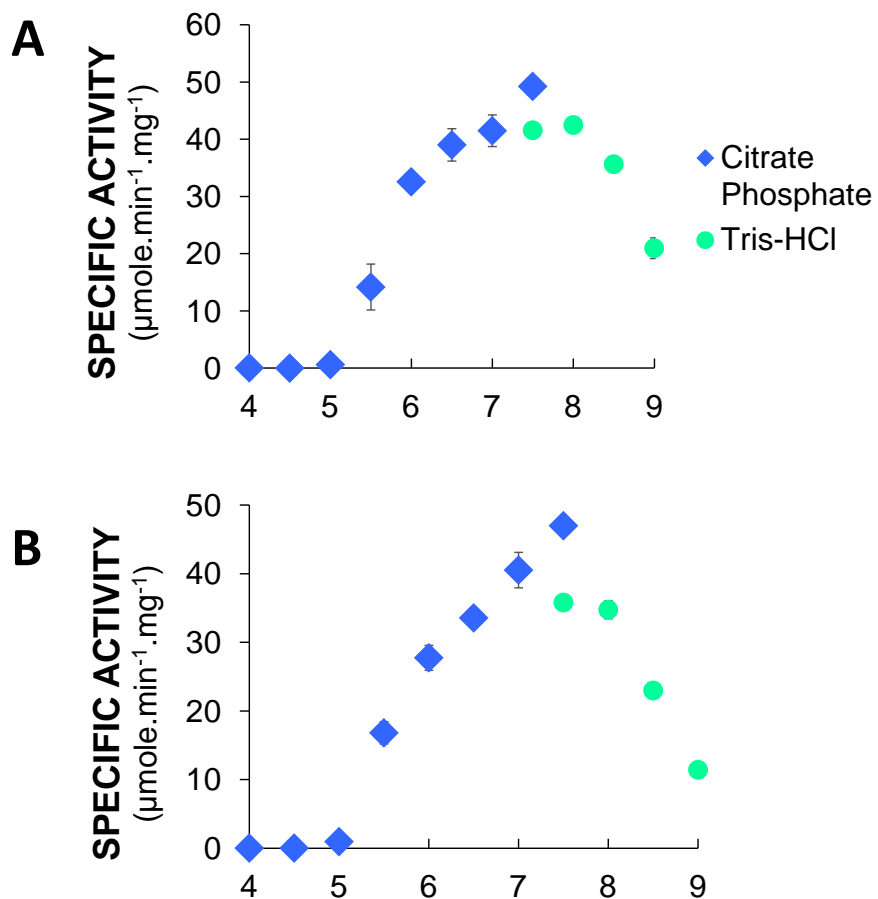 A
SPECIFIC ACTIVITY
(µmole.min-1.mg-1)
60
50
40
30
20
10
0
4 5 6 7 8 9
Citrate
Phosphate
Tris-HCl
B
SPECIFIC ACTIVITY
(µmole.min-1.mg-1)
50
40
30
20
10
0
4 5 6 7 8 9